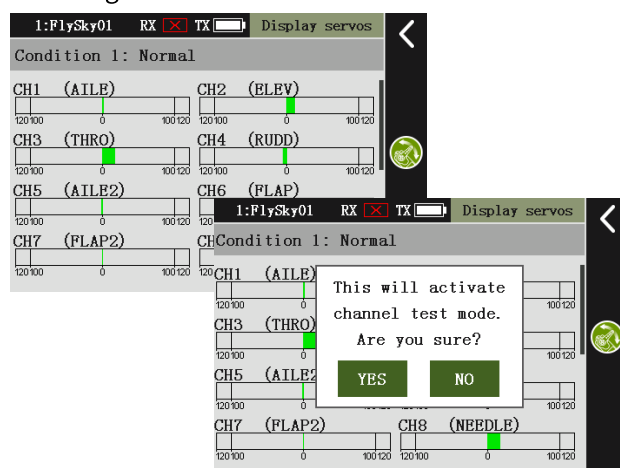 1:FlySky01 RX TX Display servos
Condition 1: Normal
CH1 (AILE) CH2 (ELEV)
120 100 0 100 120 120 100 0 100 120
CH3 (THRO) CH4 (RUDD)
120 100 0 100 120 120 100 0 100 120
CH5 (AILE2) CH6 (FLAP)
120 100 0 100 120
CH7 (FLAP2)
120 100 0 100 120 120
1:FlySky01 RX TX Display servos
Condition 1: Normal
CH1 (AILE)
120 100 0 100 120
CH3 (THRO)
120 100 0 100 120
CH5 (AILE2
120 100 0 100 120
CH7 (FLAP2) CH8 (NEEDLE)
120 100 0 100 120 120 100 0 100 120
This will activate
channel test mode.
Are you sure?
YES NO